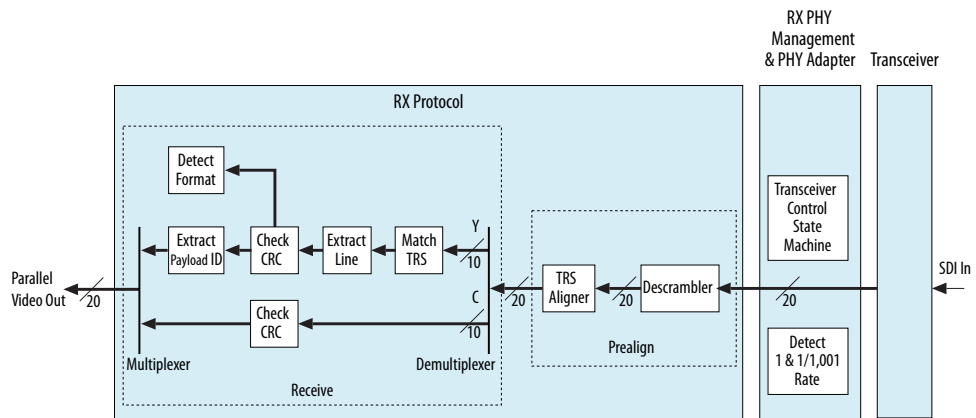 RX PHY
Management
& PHY Adapter
Transceiver
RX Protocol
Detect
Format
Transceiver
Control
State
Machine
Y
Extract
Payload ID
Check
CRC
Extract
Line
Match
TRS
10
Parallel
Video Out
20
C
20
TRS
Aligner
20
Descrambler
20
SDI In
Check
CRC
10
Multiplexer
Demultiplexer
Prealign
Detect
1 & 1/1,001
Rate
Receive